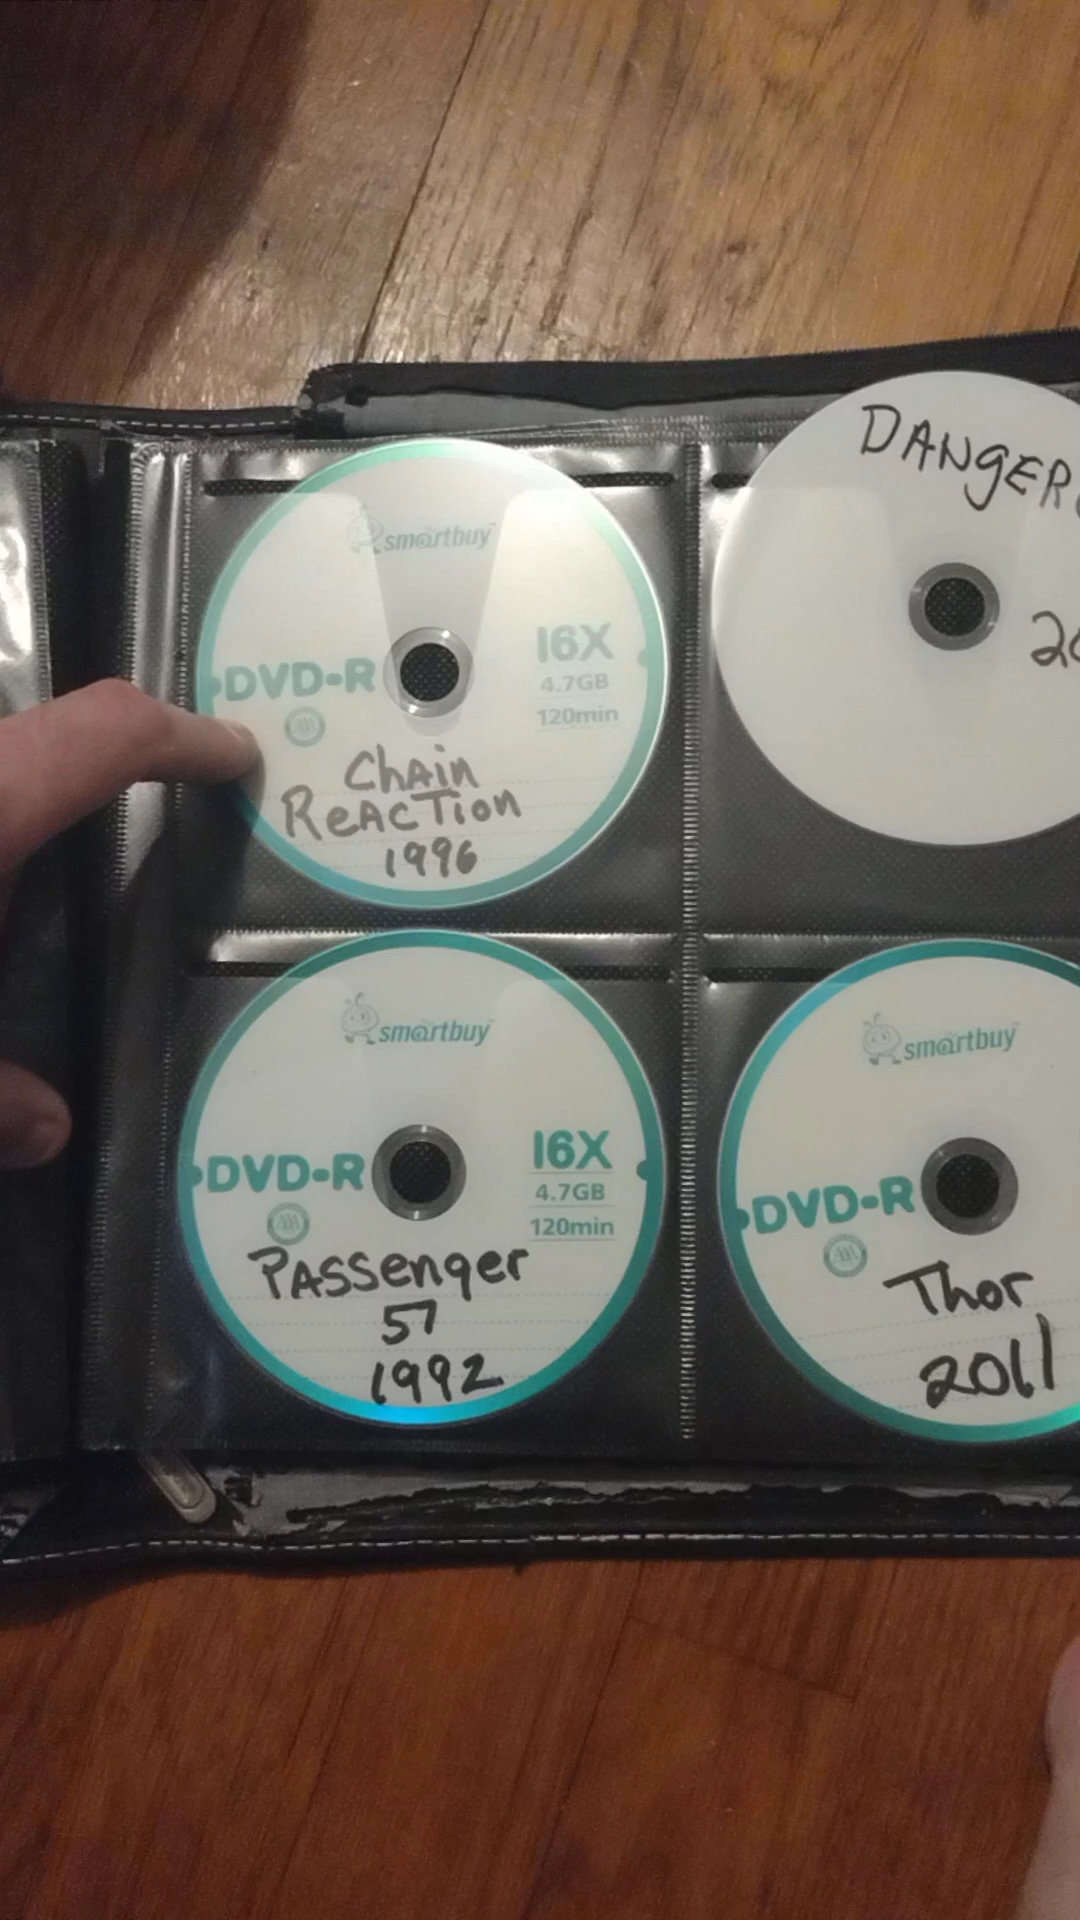 smartbuy
DVD-R
16X
4.7GB
120min
Chain
Reaction
1996
DANGER
smartbuy
DVD-R
16X
4.7GB
120min
Passenger
57
1992
smartbuy
DVD-R
Thor
2011